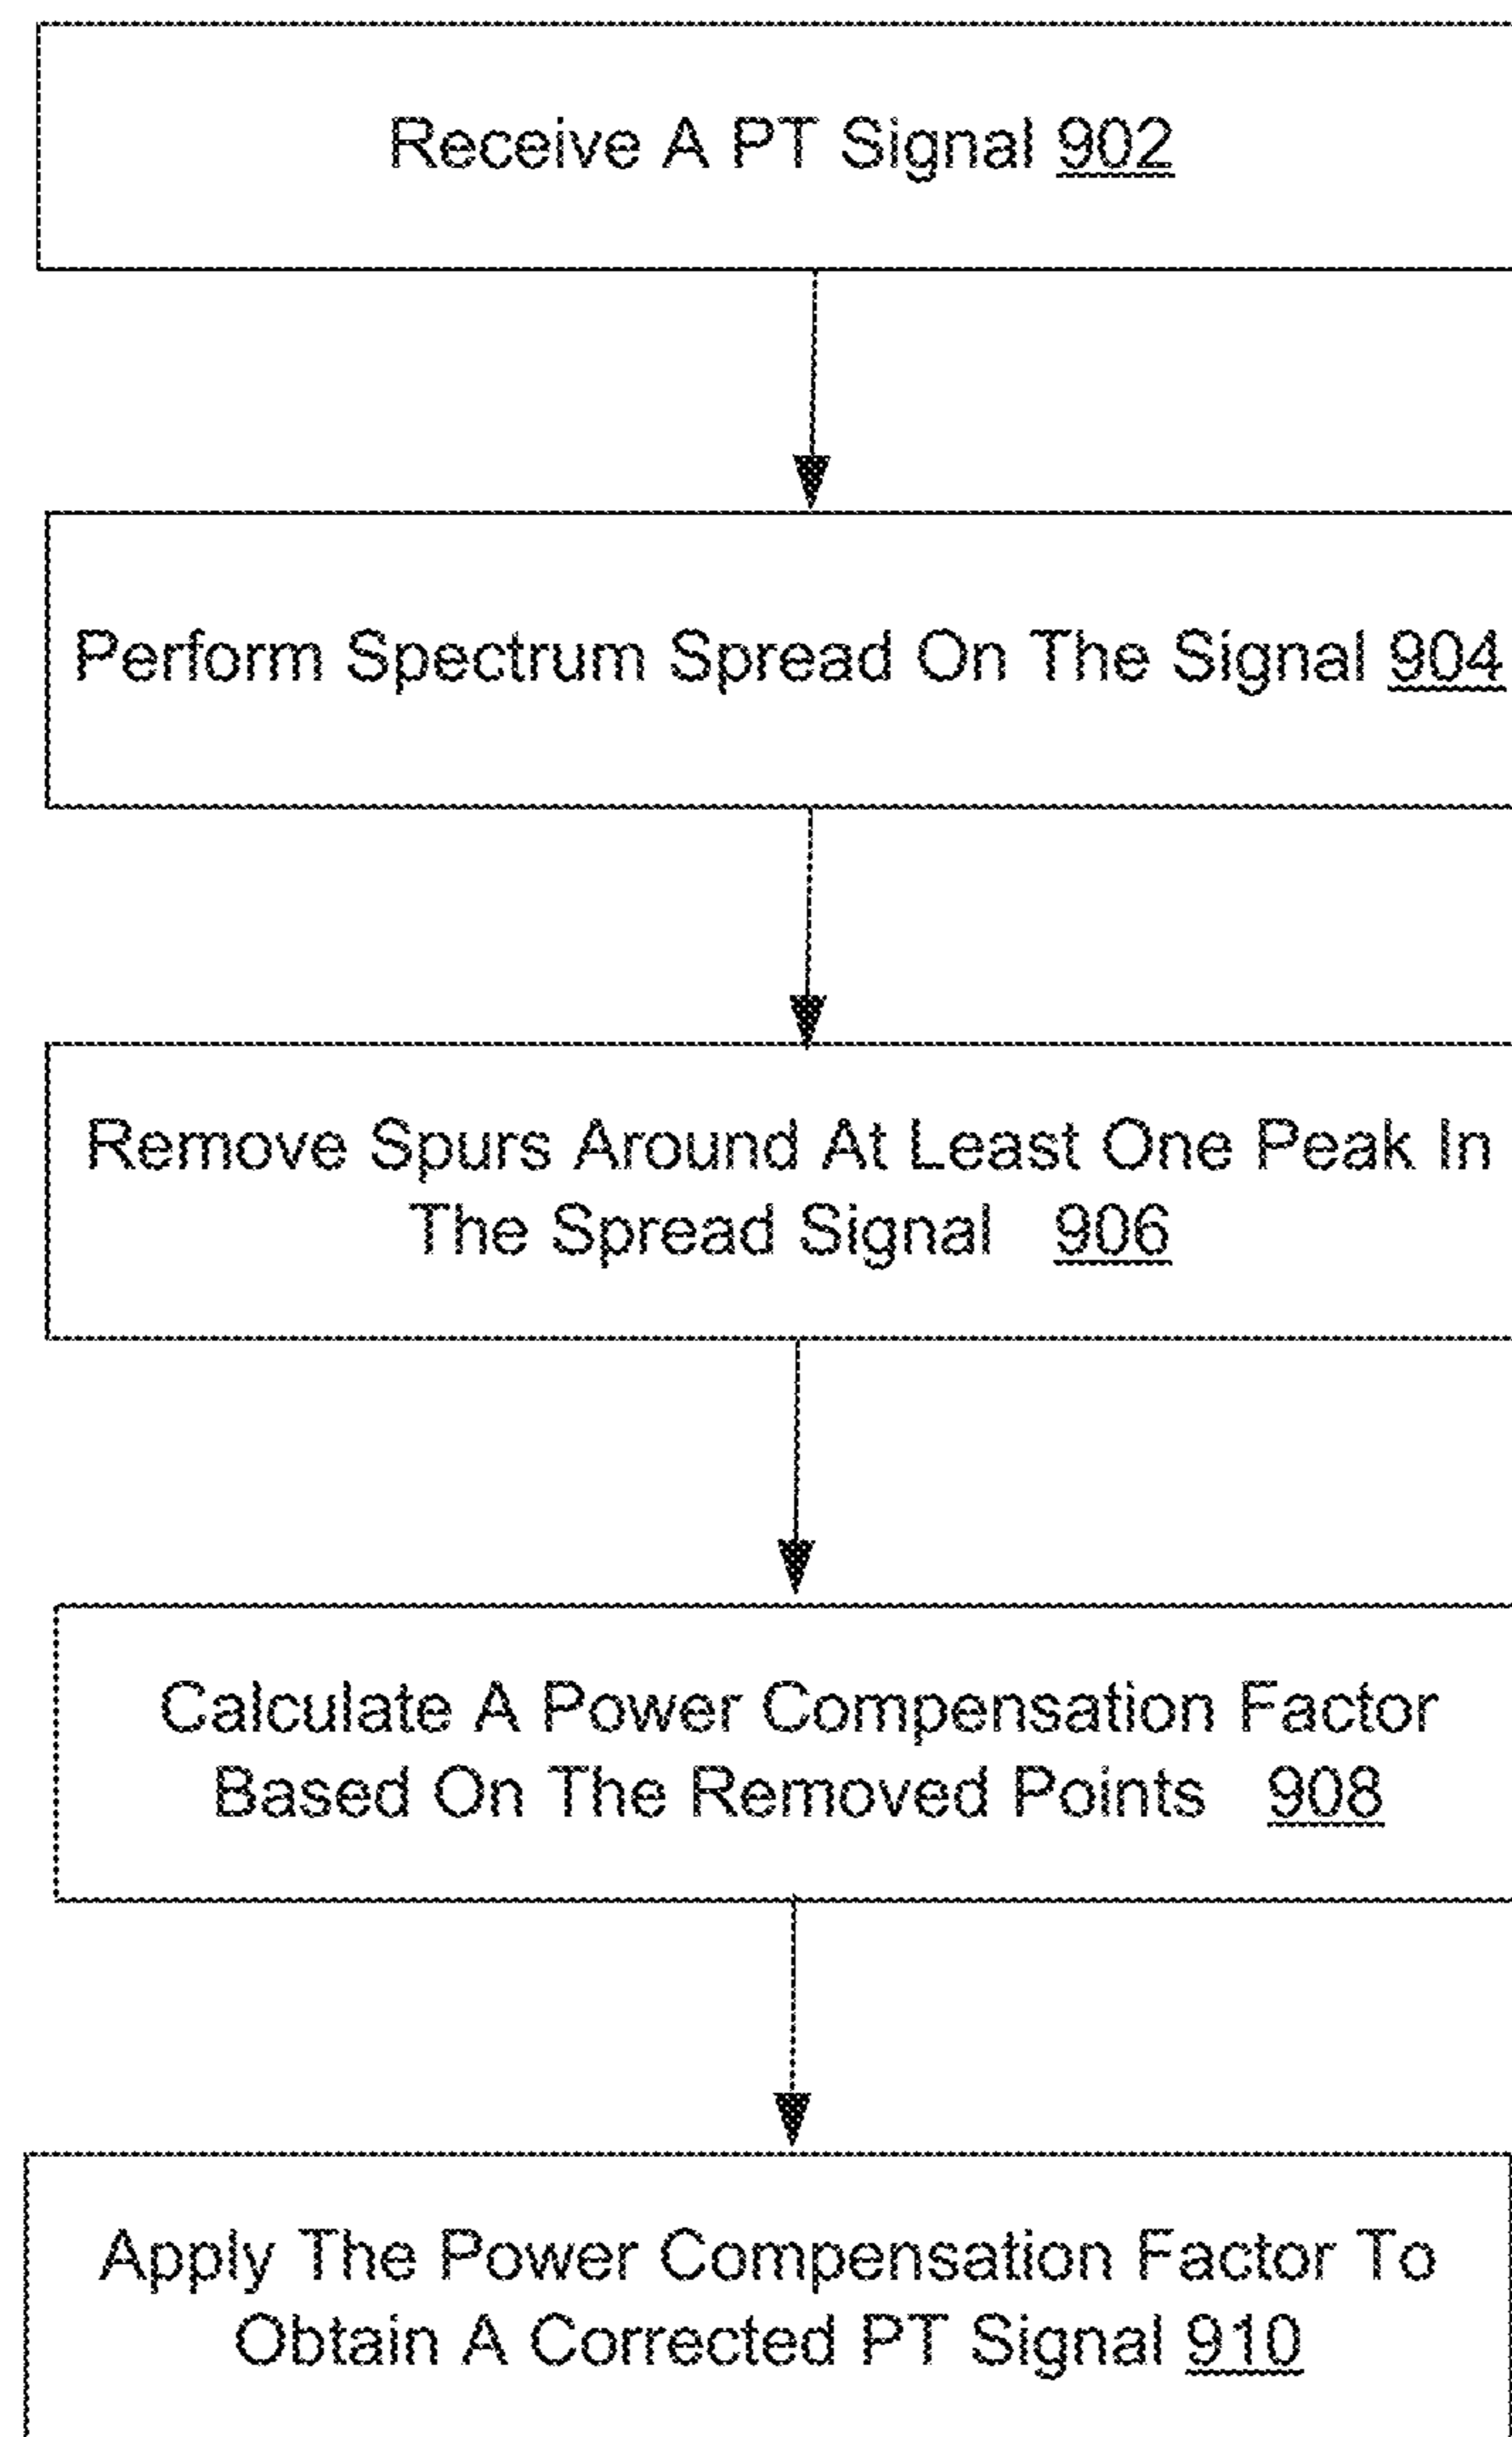 Receive A PT Signal 902
Perform Spectrum Spread On The Signal 904
Remove Spurs Around At Least One Peak In
The Spread Signal 906
Calculate A Power Compensation Factor
Based On The Removed Points 908
Apply The Power Compensation Factor To
Obtain A Corrected PT Signal 910